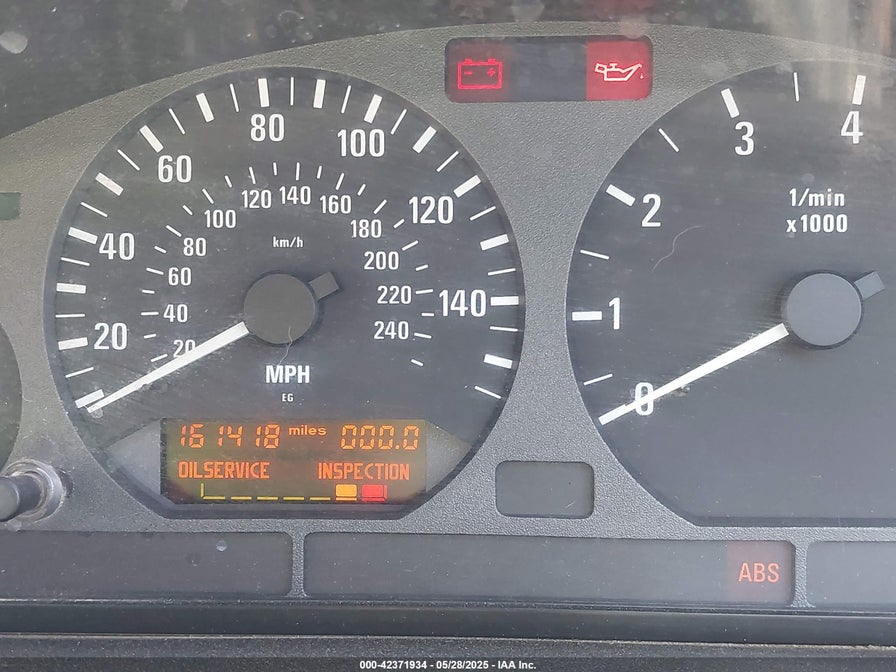 20
40
60
80
100
120
140
20
40
60
80
100
120
140
160
180
200
220
240
km/h
MPH
EG
161418 miles 000.0
OILSERVICE INSPECTION
- +
0
1
2
3
4
1/min
x1000
ABS
000-42371934 - 05/28/2025 - IAA Inc.